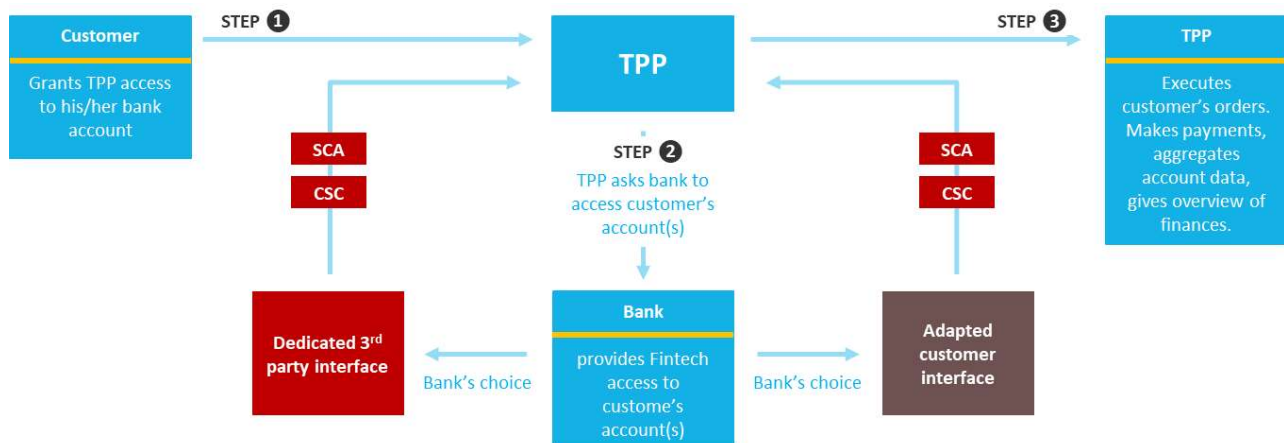 Customer
Grants TPP access
to his/her bank
account
STEP 1
TPP
STEP 3
TPP
Executes
customer's orders.
Makes payments,
aggregates
account data,
gives overview of
finances.
SCA
CSC
STEP 2
TPP asks bank to
access customer's
account(s)
SCA
CSC
Dedicated 3rd
party interface
Bank's choice
Bank
provides Fintech
access to
custome's
account(s)
Bank's choice
Adapted
customer
interface